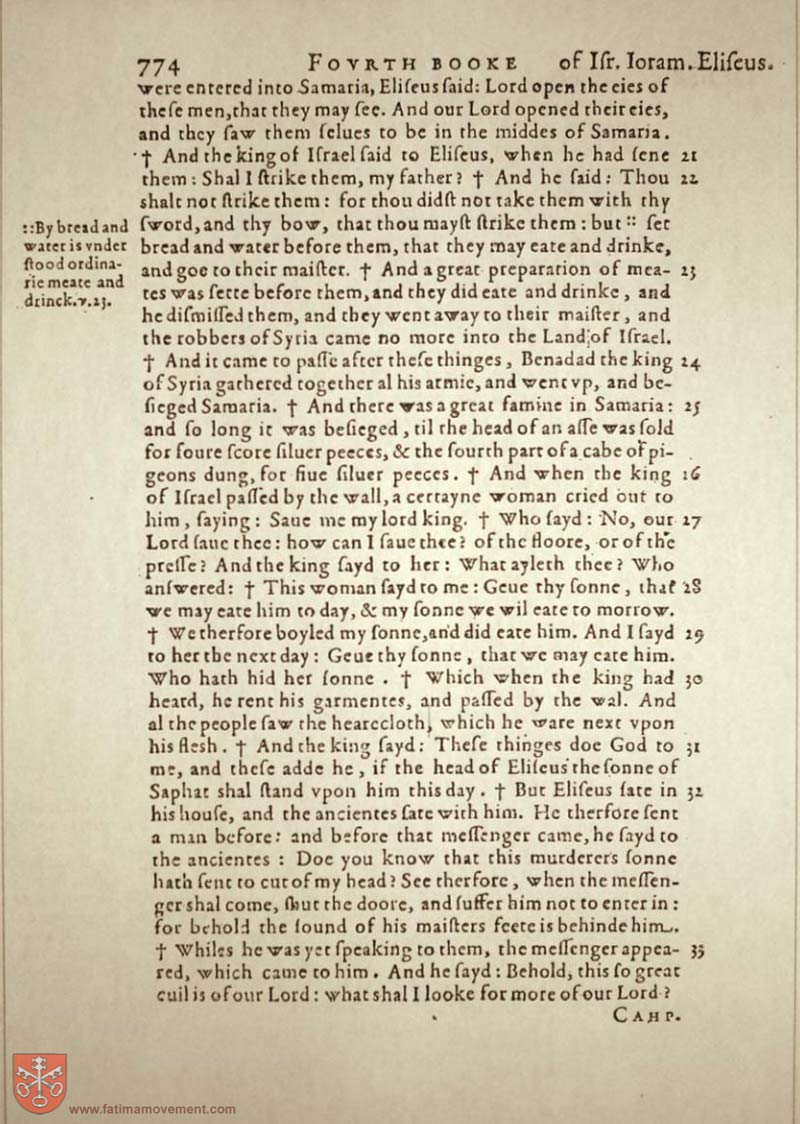 774 FOVRTH BOOKE of Iſr. Ioram. Eliſeus.
were entered into Samaria, Eliſeus ſaid: Lord open the eies of
theſe men, that they may ſee. And our Lord opened their eies,
and they ſaw them ſelues to be in the middes of Samaria.
† And the king of Iſrael ſaid to Eliſeus, when he had ſene 21
them: Shal I ſtrike them, my father? † And he ſaid: Thou 22
shalt not ſtrike them: for thou didſt not take them with thy
ſword, and thy bow, that thou mayſt ſtrike them: but :: ſet
bread and water before them, that they may eate and drinke,
and goe to their maiſter. † And a great preparation of mea- 23
tes was ſette before them, and they did eate and drinke, and
he diſmiſſed them, and they went away to their maiſter, and
the robbers of Syria came no more into the Land of Iſrael.
† And it came to paſſe after theſe thinges, Benadad the king 24
of Syria gathered together al his armie, and went vp, and be-
ſieged Samaria. † And there was a great famine in Samaria: 25
and ſo long it was beſieged, til the head of an aſſe was ſold
for foure ſcore ſiluer peeces, & the fourth part of a cabe of pi-
geons dung, for fiue ſiluer peeces. † And when the king 26
of Iſrael paſſed by the wall, a certayne woman cried out to
him, ſaying: Saue me my lord king. † Who ſayd: No, our 27
Lord ſaue thee: how can I ſaue thee? of the floore, or of the
preſſe? And the king ſayd to her: What ayleth thee? Who
anſwered: † This woman ſayd to me: Geue thy ſonne, that 28
we may eate him to day, & my ſonne we wil eate to morrow.
† We therfore boyled my ſonne, and did eate him. And I ſayd 29
to her the next day: Geue thy ſonne, that we may eate him.
Who hath hid her ſonne. † Which when the king had 30
heard, he rent his garmentes, and paſſed by the wal. And
al the people ſaw the hearecloth, which he ware next vpon
his flesh. † And the king ſayd: Theſe thinges doe God to 31
me, and theſe adde he, if the head of Eliſeus the ſonne of
Saphat shal ſtand vpon him this day. † But Eliſeus ſate in 32
his houſe, and the ancientes ſate with him. He therfore ſent
a man before: and before that meſſenger came, he ſayd to
the ancientes: Doe you know that this murderers ſonne
hath ſent to cut of my head? See therfore, when the meſſen-
ger shal come, shut the doore, and ſuffer him not to enter in:
for behold the ſound of his maiſters feete is behinde him.
† Whiles he was yet ſpeaking to them, the meſſenger appea- 33
red, which came to him. And he ſayd: Behold, this ſo great
euil is of our Lord: what shal I looke for more of our Lord?
CAHP.
::By bread and
water is vnder
ſtood ordina-
rie meate and
drinck.v.23.
www.fatimamovement.com